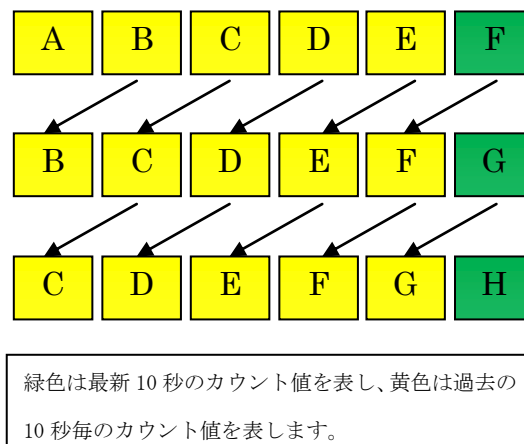 A B C D E F
B C D E F G
C D E F G H
緑色は最新 10 秒のカウント値を表し、黄色は過去の
10 秒毎のカウント値を表します。